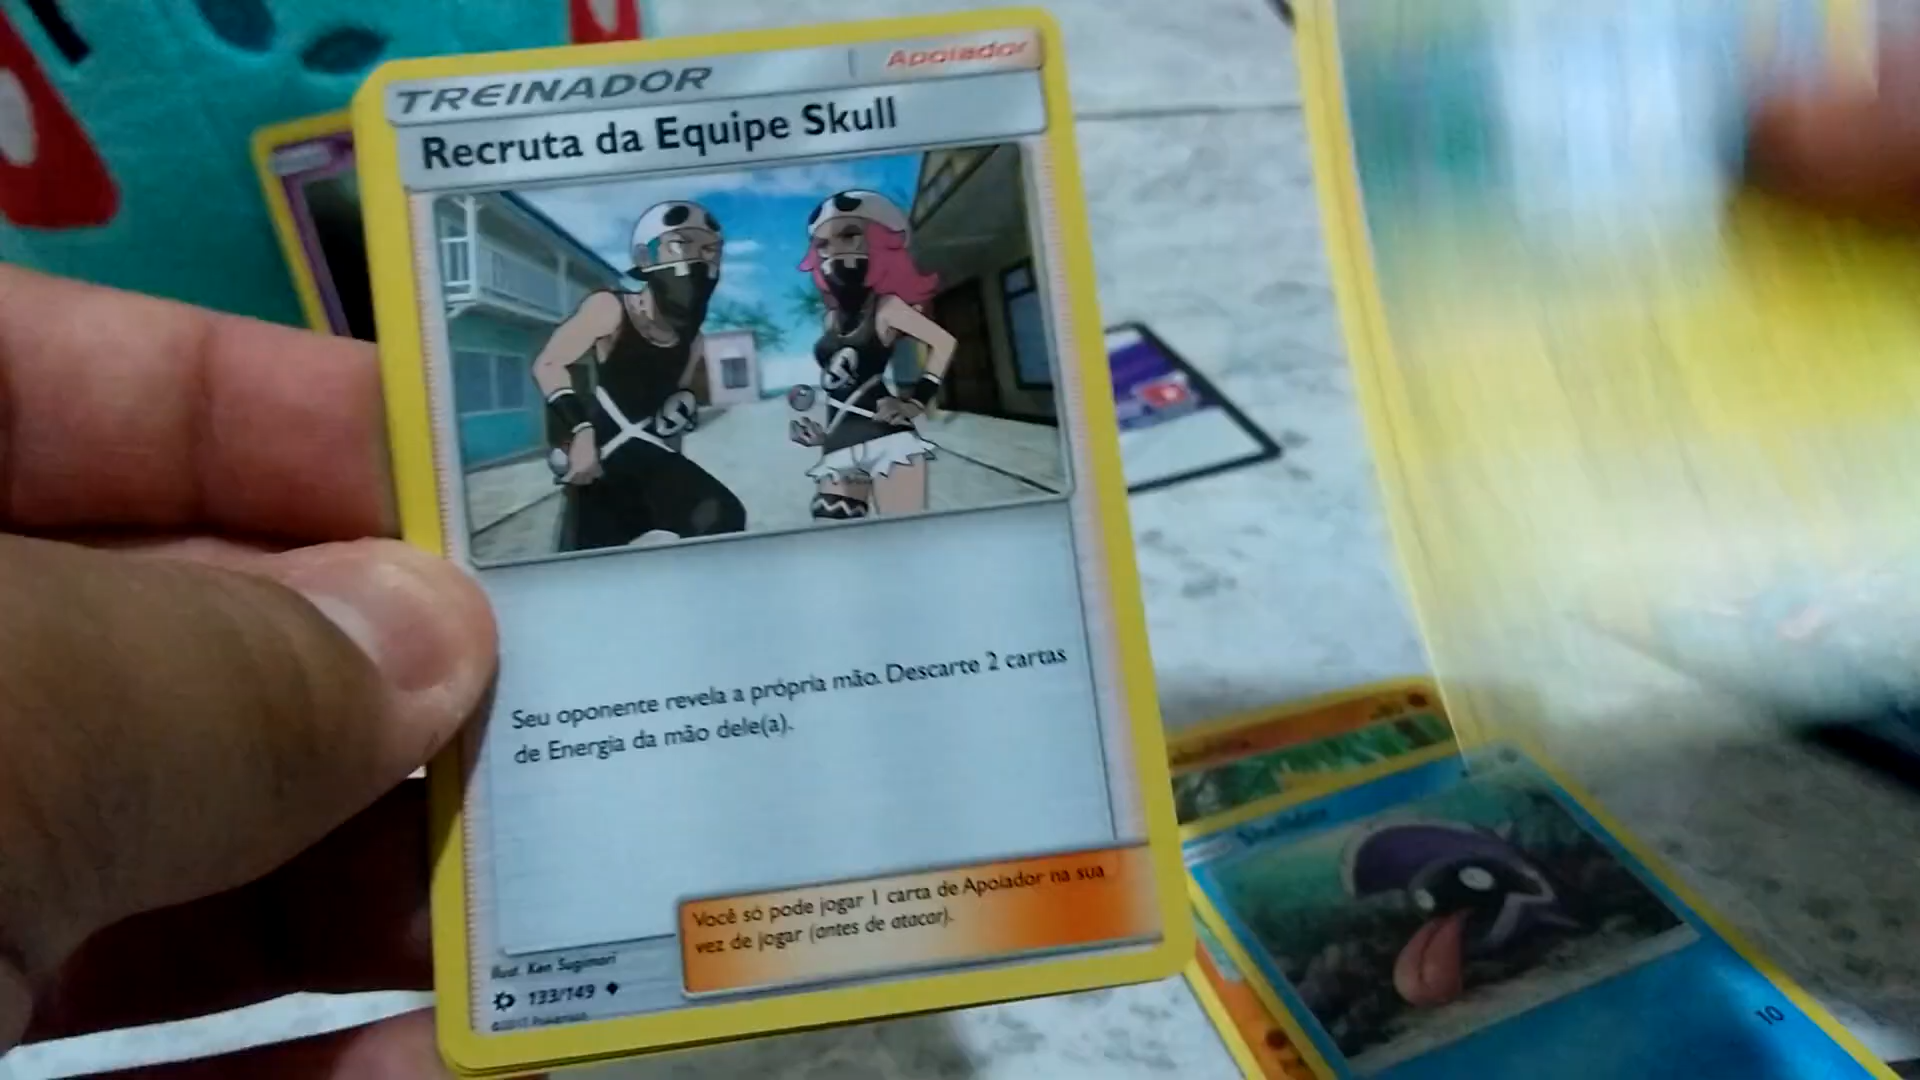 TREINADOR
Apoiador
Recruta da Equipe Skull
Seu oponente revela a própria mão. Descarte 2 cartas
de Energia da mão dele(a).
Você só pode jogar 1 carta de Apoiador na sua
vez de jogar (antes de atacar).
Ilust. Ken Sugimori
133/149
©2017 Pokémon
Shellder
10